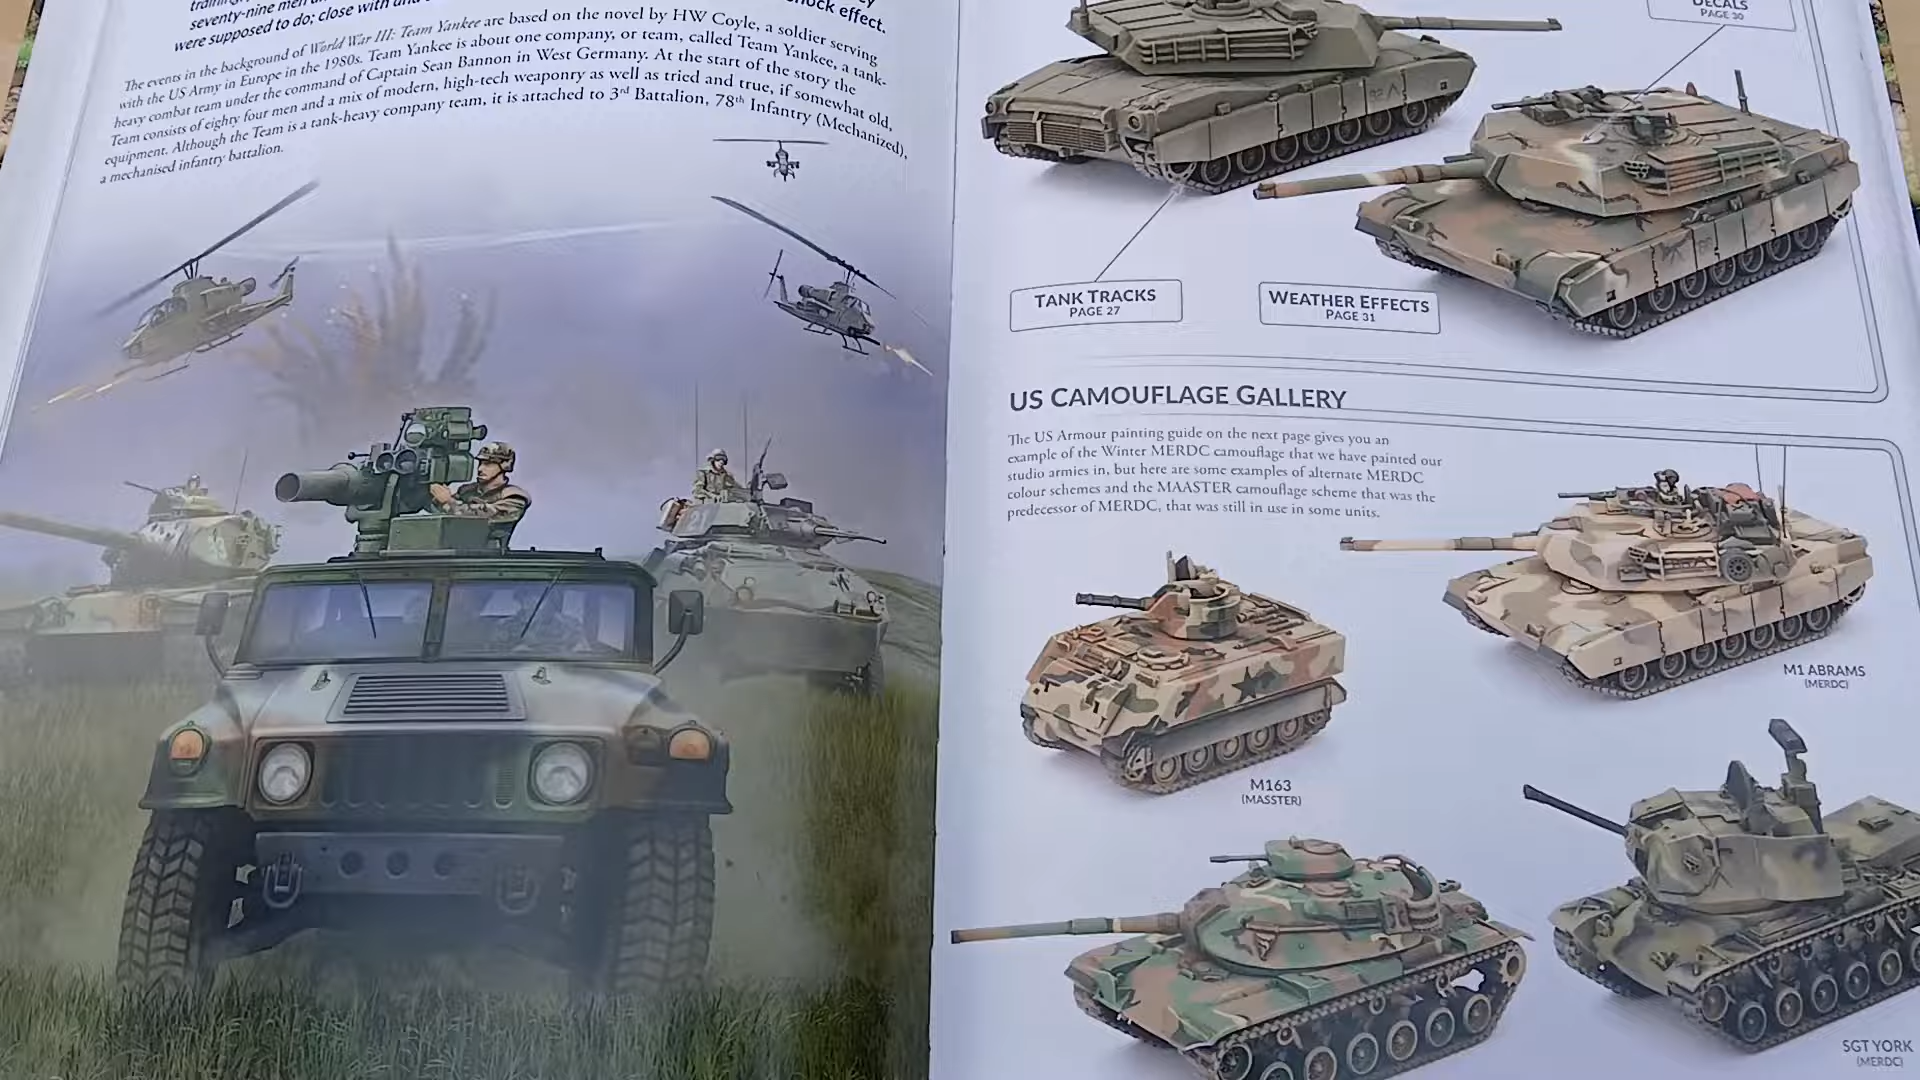 seventy-nine men
were supposed to do; close with and
shock effect.
The events in the background of World War III: Team Yankee are based on the novel by HW Coyle, a soldier serving
with the US Army in Europe in the 1980s. Team Yankee is about one company, or team, called Team Yankee, a tank-
heavy combat team under the command of Captain Sean Bannon in West Germany. At the start of the story the
Team consists of eighty four men and a mix of modern, high-tech weaponry as well as tried and true, if somewhat old,
equipment. Although the Team is a tank-heavy company team, it is attached to 3rd Battalion, 78th Infantry (Mechanized),
a mechanised infantry battalion.
21
DECALS
PAGE 30
TANK TRACKS
PAGE 27
WEATHER EFFECTS
PAGE 31
US CAMOUFLAGE GALLERY
The US Armour painting guide on the next page gives you an
example of the Winter MERDC camouflage that we have painted our
studio armies in, but here are some examples of alternate MERDC
colour schemes and the MAASTER camouflage scheme that was the
predecessor of MERDC, that was still in use in some units.
M1 ABRAMS
(MERDC)
M163
(MASSTER)
SGT YORK
(MERDC)